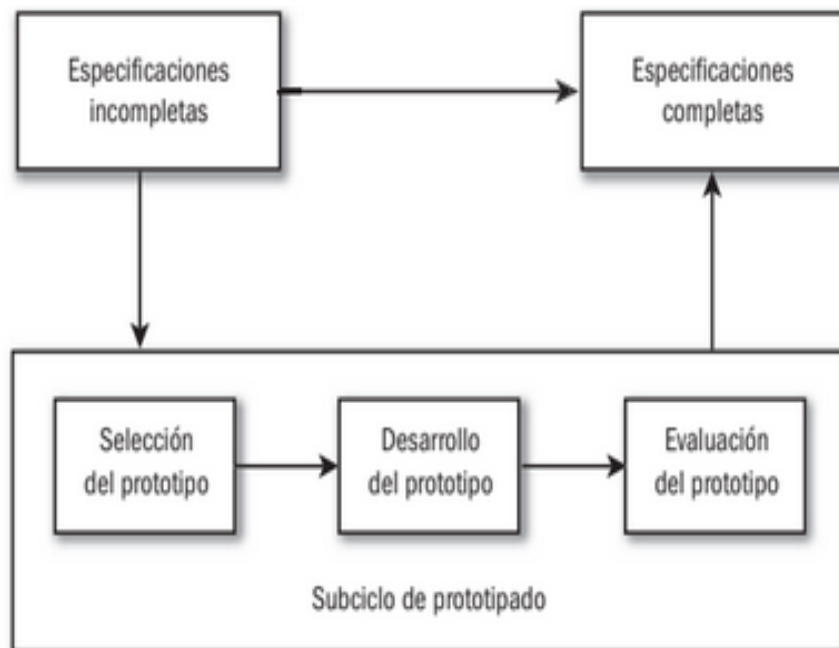 Especificaciones
incompletas
Especificaciones
completas
Selección
del prototipo
Desarrollo
del prototipo
Evaluación
del prototipo
Subciclo de prototipado